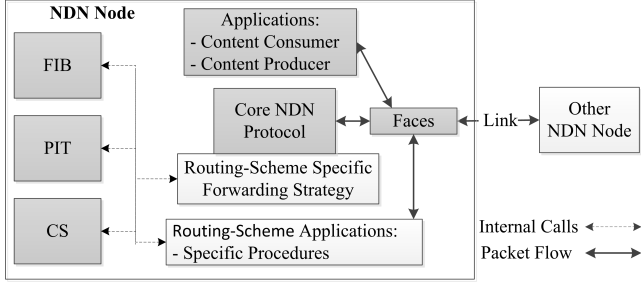 NDN Node
FIB
PIT
CS
Applications:
- Content Consumer
- Content Producer
Core NDN
Protocol
Faces
Link
Other
NDN Node
Routing-Scheme Specific
Forwarding Strategy
Routing-Scheme Applications:
- Specific Procedures
Internal Calls
Packet Flow